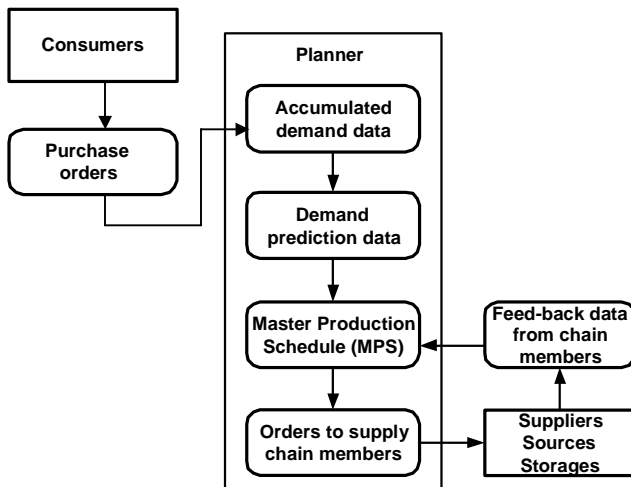 Consumers
Purchase
orders
Planner
Accumulated
demand data
Demand
prediction data
Master Production
Schedule (MPS)
Orders to supply
chain members
Feed-back data
from chain
members
Suppliers
Sources
Storages